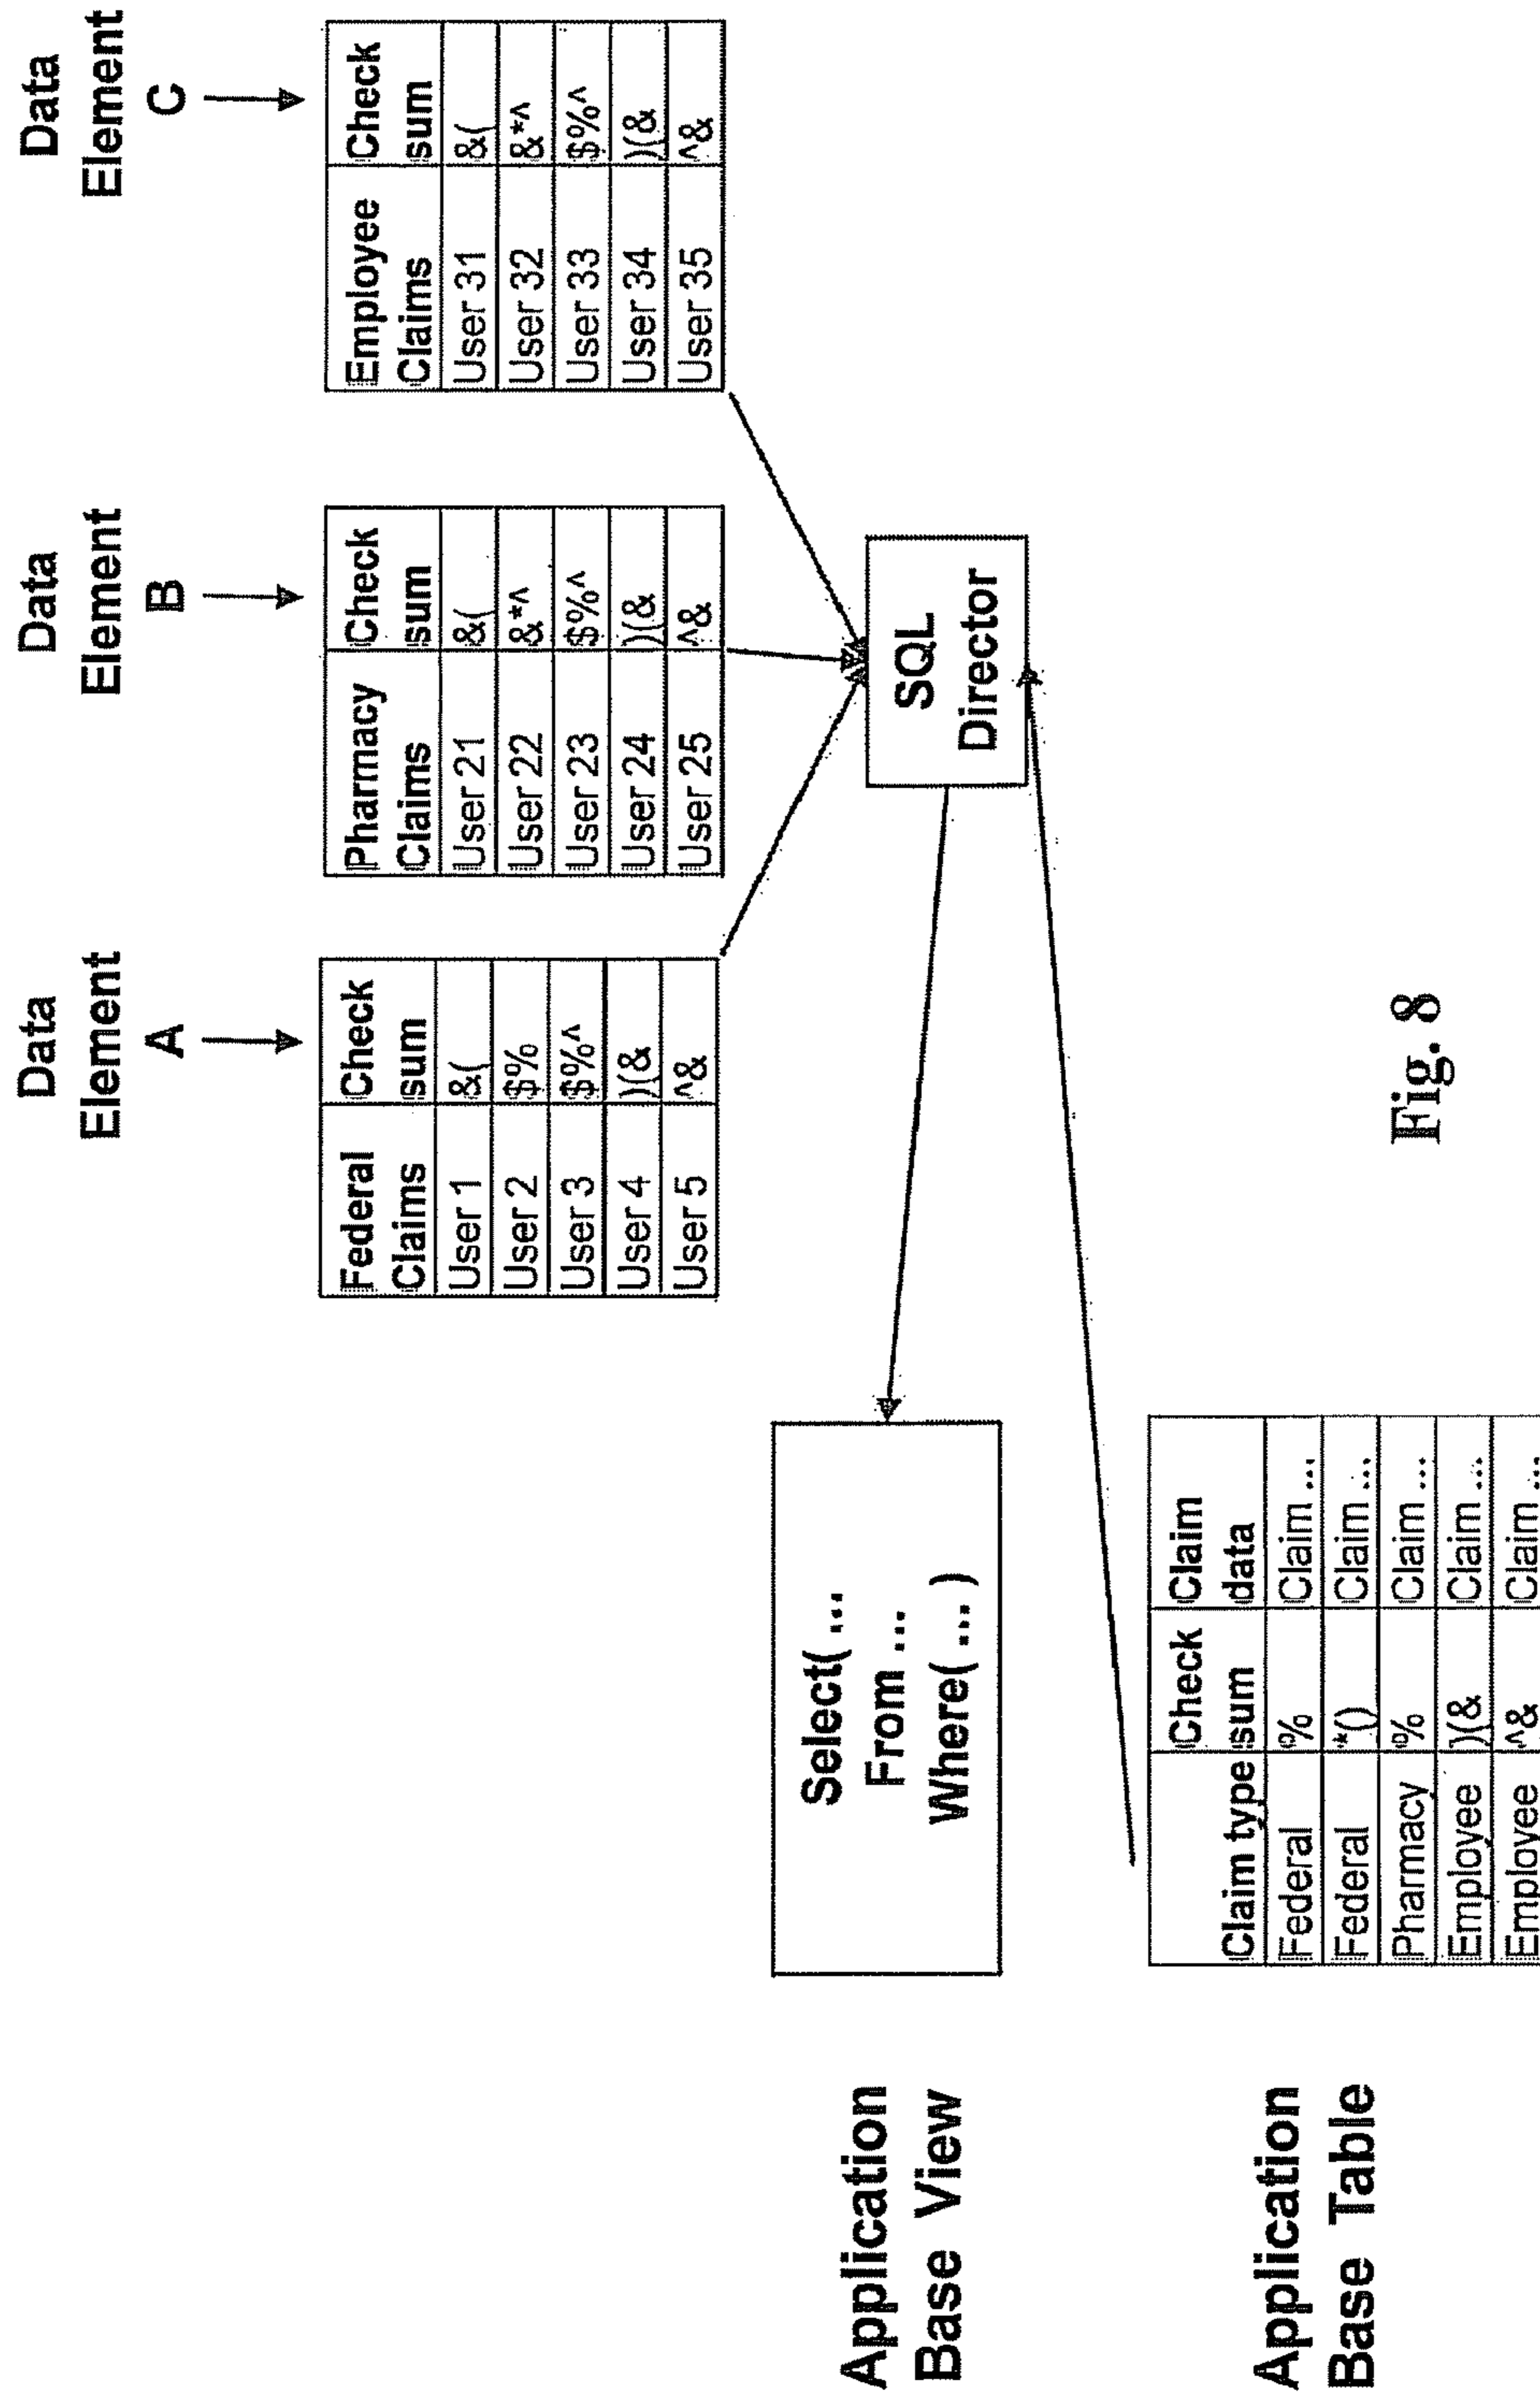 Data
Element
A
Data
Element
B
Data
Element
C
Federal
Claims
Check
sum
User 1
&(
User 2
$%
User 3
$%^
User 4
)(&
User 5
^&
Pharmacy
Claims
Check
sum
User 21
&(
User 22
&*^
User 23
$%^
User 24
)(&
User 25
^&
Employee
Claims
Check
sum
User 31
&(
User 32
&*^
User 33
$%^
User 34
)(&
User 35
^&
Application
Base View
Select( ...
From ...
Where( ... )
SQL
Director
Application
Base Table
Claim type
Check
sum
Claim
data
Federal
%
Claim ...
Federal
*()
Claim ...
Pharmacy
%
Claim ...
Employee
)(&
Claim ...
Employee
^&
Claim ...
Fig. 8